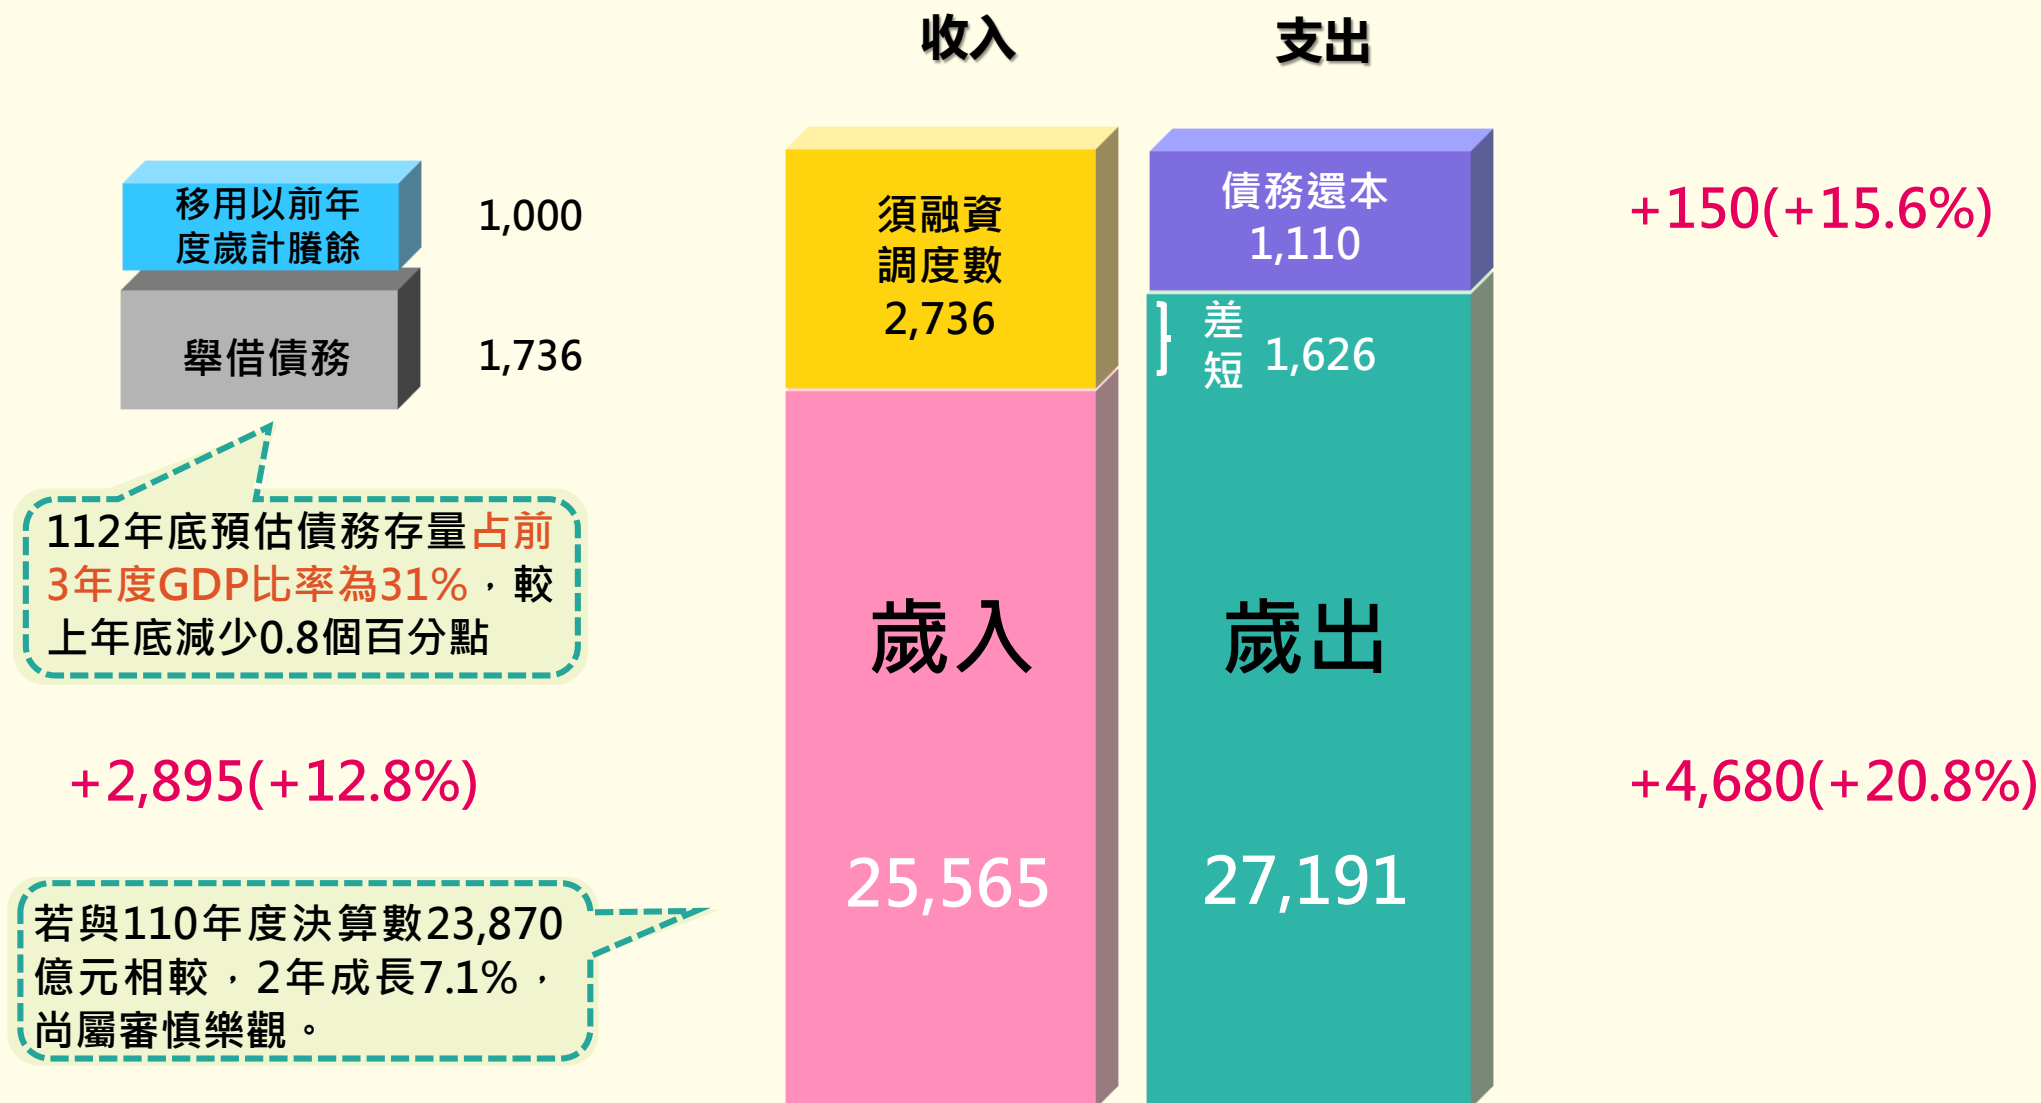 收入
支出
移用以前年
度歲計賸餘
1,000
舉借債務
1,736
須融資
調度數
2,736
債務還本
1,110
+150(+15.6%)
差
短
1,626
112年底預估債務存量占前
3年度GDP比率為31%，較
上年底減少0.8個百分點
歲入
歲出
+2,895(+12.8%)
+4,680(+20.8%)
25,565
27,191
若與110年度決算數23,870
億元相較，2年成長7.1%，
尚屬審慎樂觀。